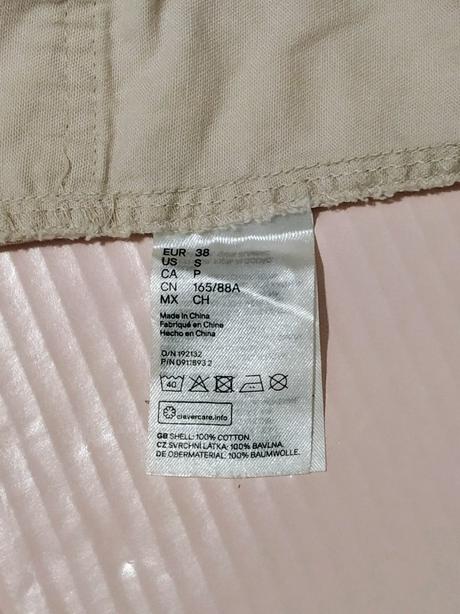 EUR 38
US S
CA P
CN 165/88A
MX CH
Made in China
Fabriqué en Chine
Hecho en China
O/N 192132
P/N 0912893 2
40
clevercare.info
GB SHELL: 100% COTTON.
CZ SVRCHNÍ LÁTKA: 100% BAVLNA.
DE OBERMATERIAL: 100% BAUMWOLLE.